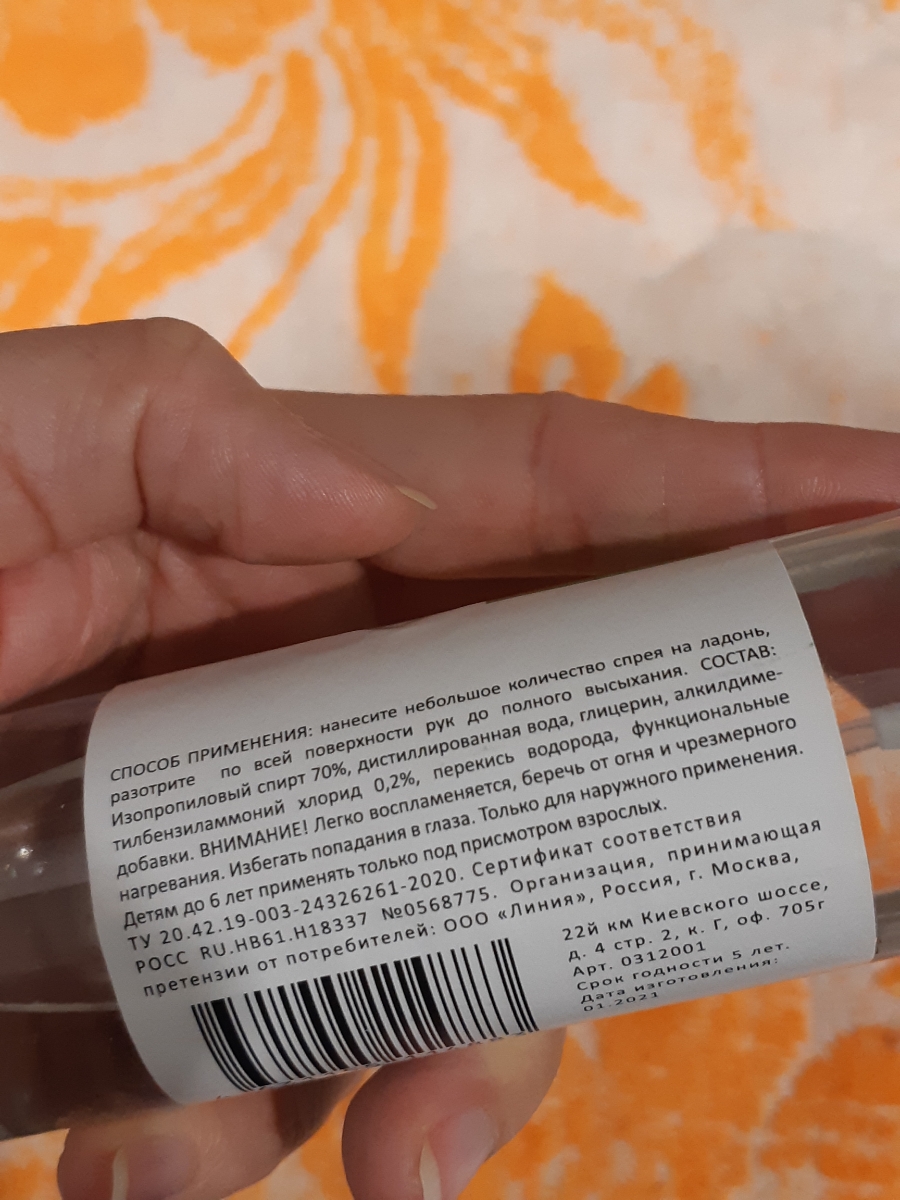 СПОСОБ ПРИМЕНЕНИЯ: нанесите небольшое количество спрея на ладонь,
разотрите по всей поверхности рук до полного высыхания. СОСТАВ:
Изопропиловый спирт 70%, дистиллированная вода, глицерин, алкилдиме-
тилбензиламмоний хлорид 0,2%, перекись водорода, функциональные
добавки. ВНИМАНИЕ! Легко воспламеняется, беречь от огня и чрезмерного
нагревания. Избегать попадания в глаза. Только для наружного применения.
Детям до 6 лет применять только под присмотром взрослых.
ТУ 20.42.19-003-24326261-2020. Сертификат соответствия
РОСС RU.НВ61.Н18337 №0568775. Организация, принимающая
претензии от потребителей: ООО «Линия», Россия, г. Москва,
22й км Киевского шоссе,
д. 4 стр. 2, к. Г, оф. 705г
Арт. 0312001
Срок годности 5 лет.
Дата изготовления:
01.2021